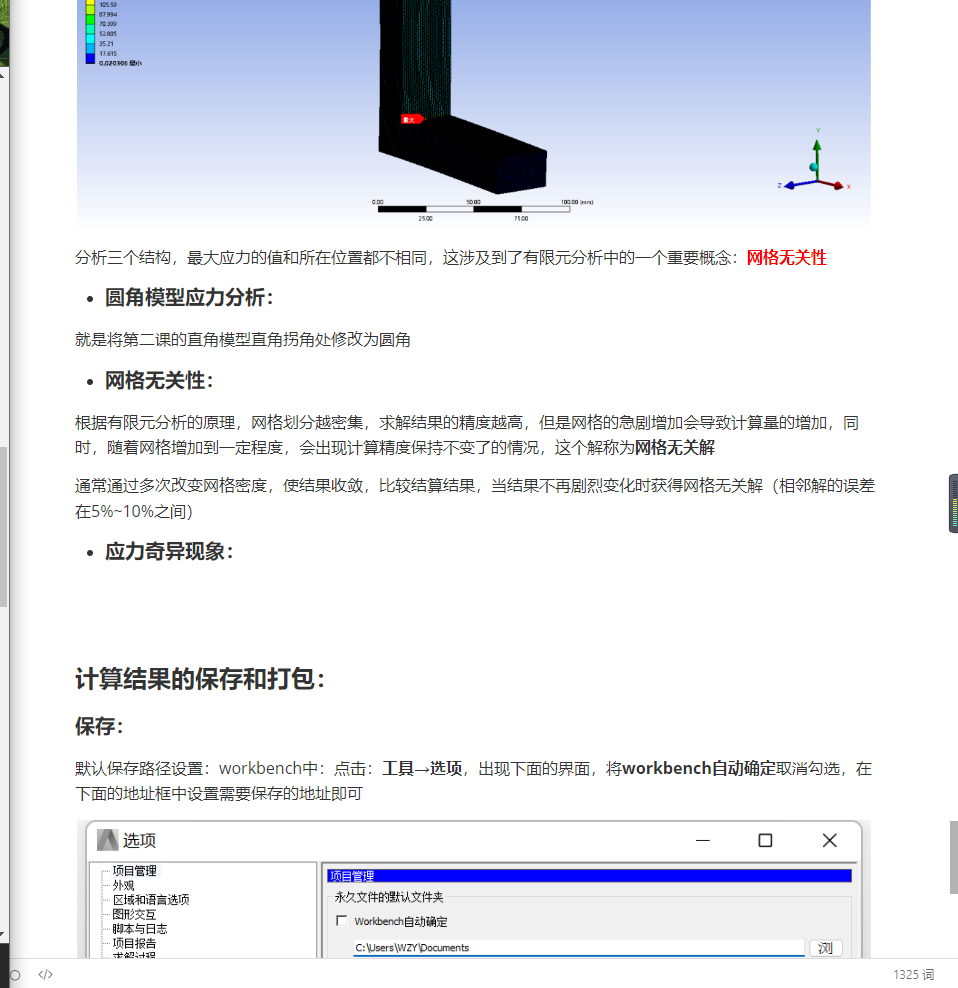 105.59
87.994
70.399
52.805
35.21
17.615
0.020306 最小
最大
Y
Z
X
0.00
50.00
100.00 (mm)
25.00
75.00
分析三个结构，最大应力的值和所在位置都不相同，这涉及到了有限元分析中的一个重要概念：网格无关性
• 圆角模型应力分析：
就是将第二课的直角模型直角拐角处修改为圆角
• 网格无关性：
根据有限元分析的原理，网格划分越密集，求解结果的精度越高，但是网格的急剧增加会导致计算量的增加，同
时，随着网格增加到一定程度，会出现计算精度保持不变了的情况，这个解称为网格无关解
通常通过多次改变网格密度，使结果收敛，比较结算结果，当结果不再剧烈变化时获得网格无关解（相邻解的误差
在5%~10%之间）
• 应力奇异现象：
计算结果的保存和打包：
保存：
默认保存路径设置：workbench中：点击：工具→选项，出现下面的界面，将workbench自动确定取消勾选，在
下面的地址框中设置需要保存的地址即可
选项
项目管理
外观
区域和语言选项
图形交互
脚本与日志
项目报告
求解过程
项目管理
永久文件的默认文件夹
Workbench自动确定
C:\Users\WZY\Documents
浏
</>
1325 词